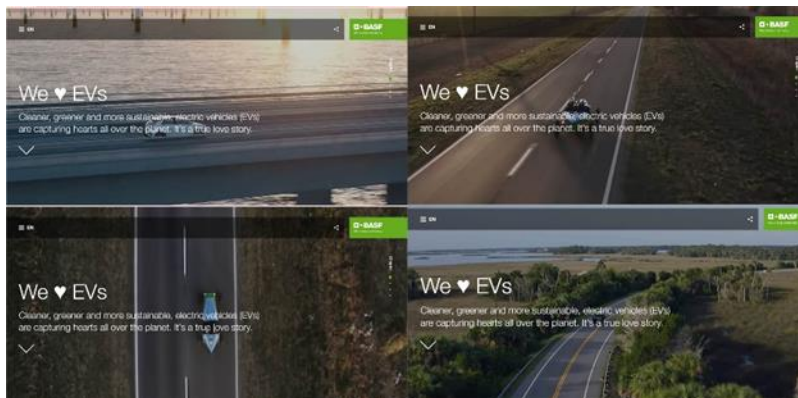 EN
BASF
We ♥ EVs
Cleaner, greener and more sustainable, electric vehicles (EVs)
are capturing hearts all over the planet. It's a true love story.
EN
BASF
We ♥ EVs
Cleaner, greener and more sustainable, electric vehicles (EVs)
are capturing hearts all over the planet. It's a true love story.
EN
BASF
We ♥ EVs
Cleaner, greener and more sustainable, electric vehicles (EVs)
are capturing hearts all over the planet. It's a true love story.
EN
BASF
We ♥ EVs
Cleaner, greener and more sustainable, electric vehicles (EVs)
are capturing hearts all over the planet. It's a true love story.